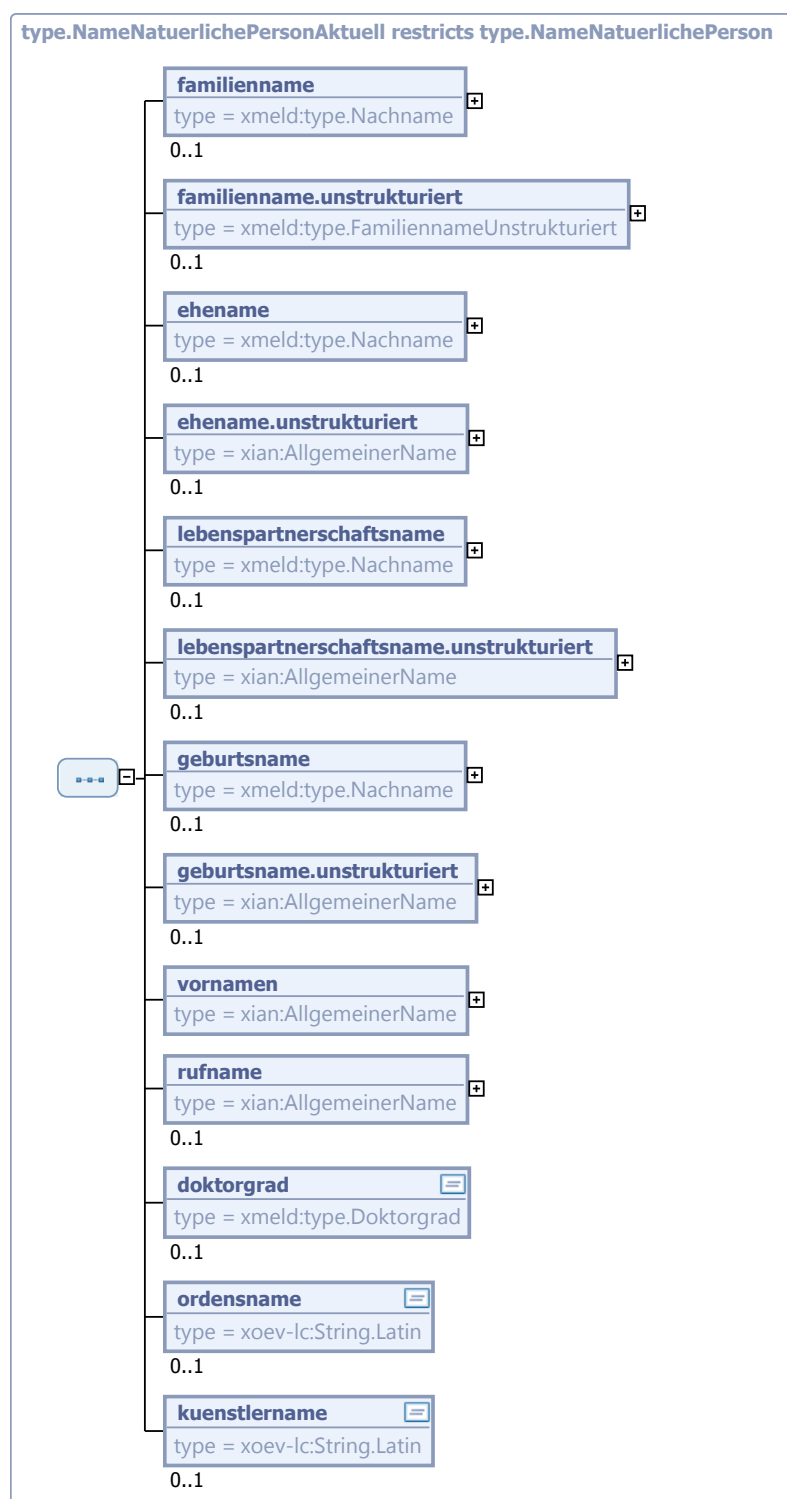 type.NameNatuerlichePersonAktuell restricts type.NameNatuerlichePerson
familienname
type = xmeld:type.Nachname
0..1
familienname.unstrukturiert
type = xmeld:type.FamiliennameUnstrukturiert
0..1
ehename
type = xmeld:type.Nachname
0..1
ehename.unstrukturiert
type = xian:AllgemeinerName
0..1
lebenspartnerschaftsname
type = xmeld:type.Nachname
0..1
lebenspartnerschaftsname.unstrukturiert
type = xian:AllgemeinerName
0..1
geburtsname
type = xmeld:type.Nachname
0..1
geburtsname.unstrukturiert
type = xian:AllgemeinerName
0..1
vornamen
type = xian:AllgemeinerName
rufname
type = xian:AllgemeinerName
0..1
doktorgrad
type = xmeld:type.Doktorgrad
0..1
ordensname
type = xoev-lc:String.Latin
0..1
kuenstlername
type = xoev-lc:String.Latin
0..1